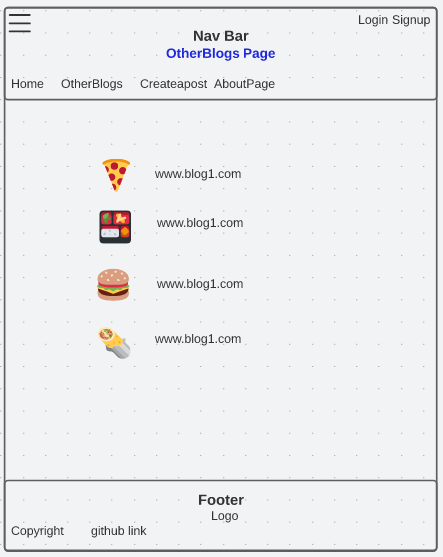 Login Signup
Nav Bar
OtherBlogs Page
Home OtherBlogs Createapost AboutPage
www.blog1.com
www.blog1.com
www.blog1.com
www.blog1.com
Footer
Logo
Copyright github link